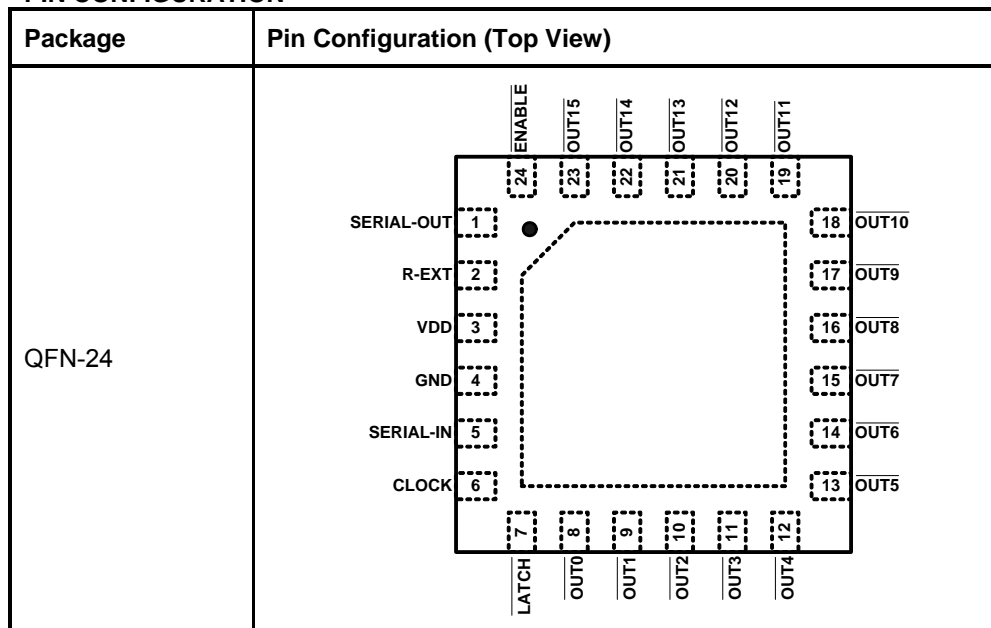 PIN CONFIGURATION
Package
Pin Configuration (Top View)
QFN-24
ENABLE
OUT15
OUT14
OUT13
OUT12
OUT11
24
23
22
21
20
19
SERIAL-OUT 1
R-EXT 2
VDD 3
GND 4
SERIAL-IN 5
CLOCK 6
18 OUT10
17 OUT9
16 OUT8
15 OUT7
14 OUT6
13 OUT5
7
8
9
10
11
12
LATCH
OUT0
OUT1
OUT2
OUT3
OUT4